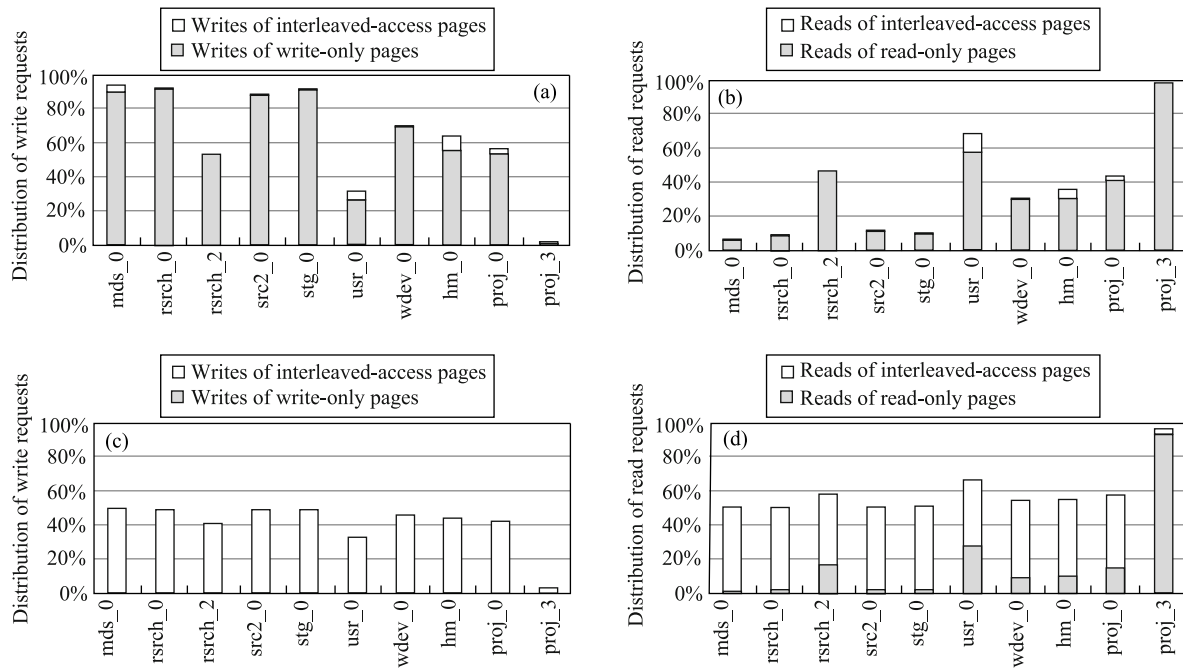 Writes of interleaved-access pages
Writes of write-only pages
Distribution of write requests
100%
80%
60%
40%
20%
0%
(a)
mds_0
rsrch_0
rsrch_2
src2_0
stg_0
usr_0
wdev_0
hm_0
proj_0
proj_3
Reads of interleaved-access pages
Reads of read-only pages
Distribution of read requests
100%
80%
60%
40%
20%
0%
(b)
mds_0
rsrch_0
rsrch_2
src2_0
stg_0
usr_0
wdev_0
hm_0
proj_0
proj_3
Writes of interleaved-access pages
Writes of write-only pages
Distribution of write requests
100%
80%
60%
40%
20%
0%
(c)
mds_0
rsrch_0
rsrch_2
src2_0
stg_0
usr_0
wdev_0
hm_0
proj_0
proj_3
Reads of interleaved-access pages
Reads of read-only pages
Distribution of read requests
100%
80%
60%
40%
20%
0%
(d)
mds_0
rsrch_0
rsrch_2
src2_0
stg_0
usr_0
wdev_0
hm_0
proj_0
proj_3